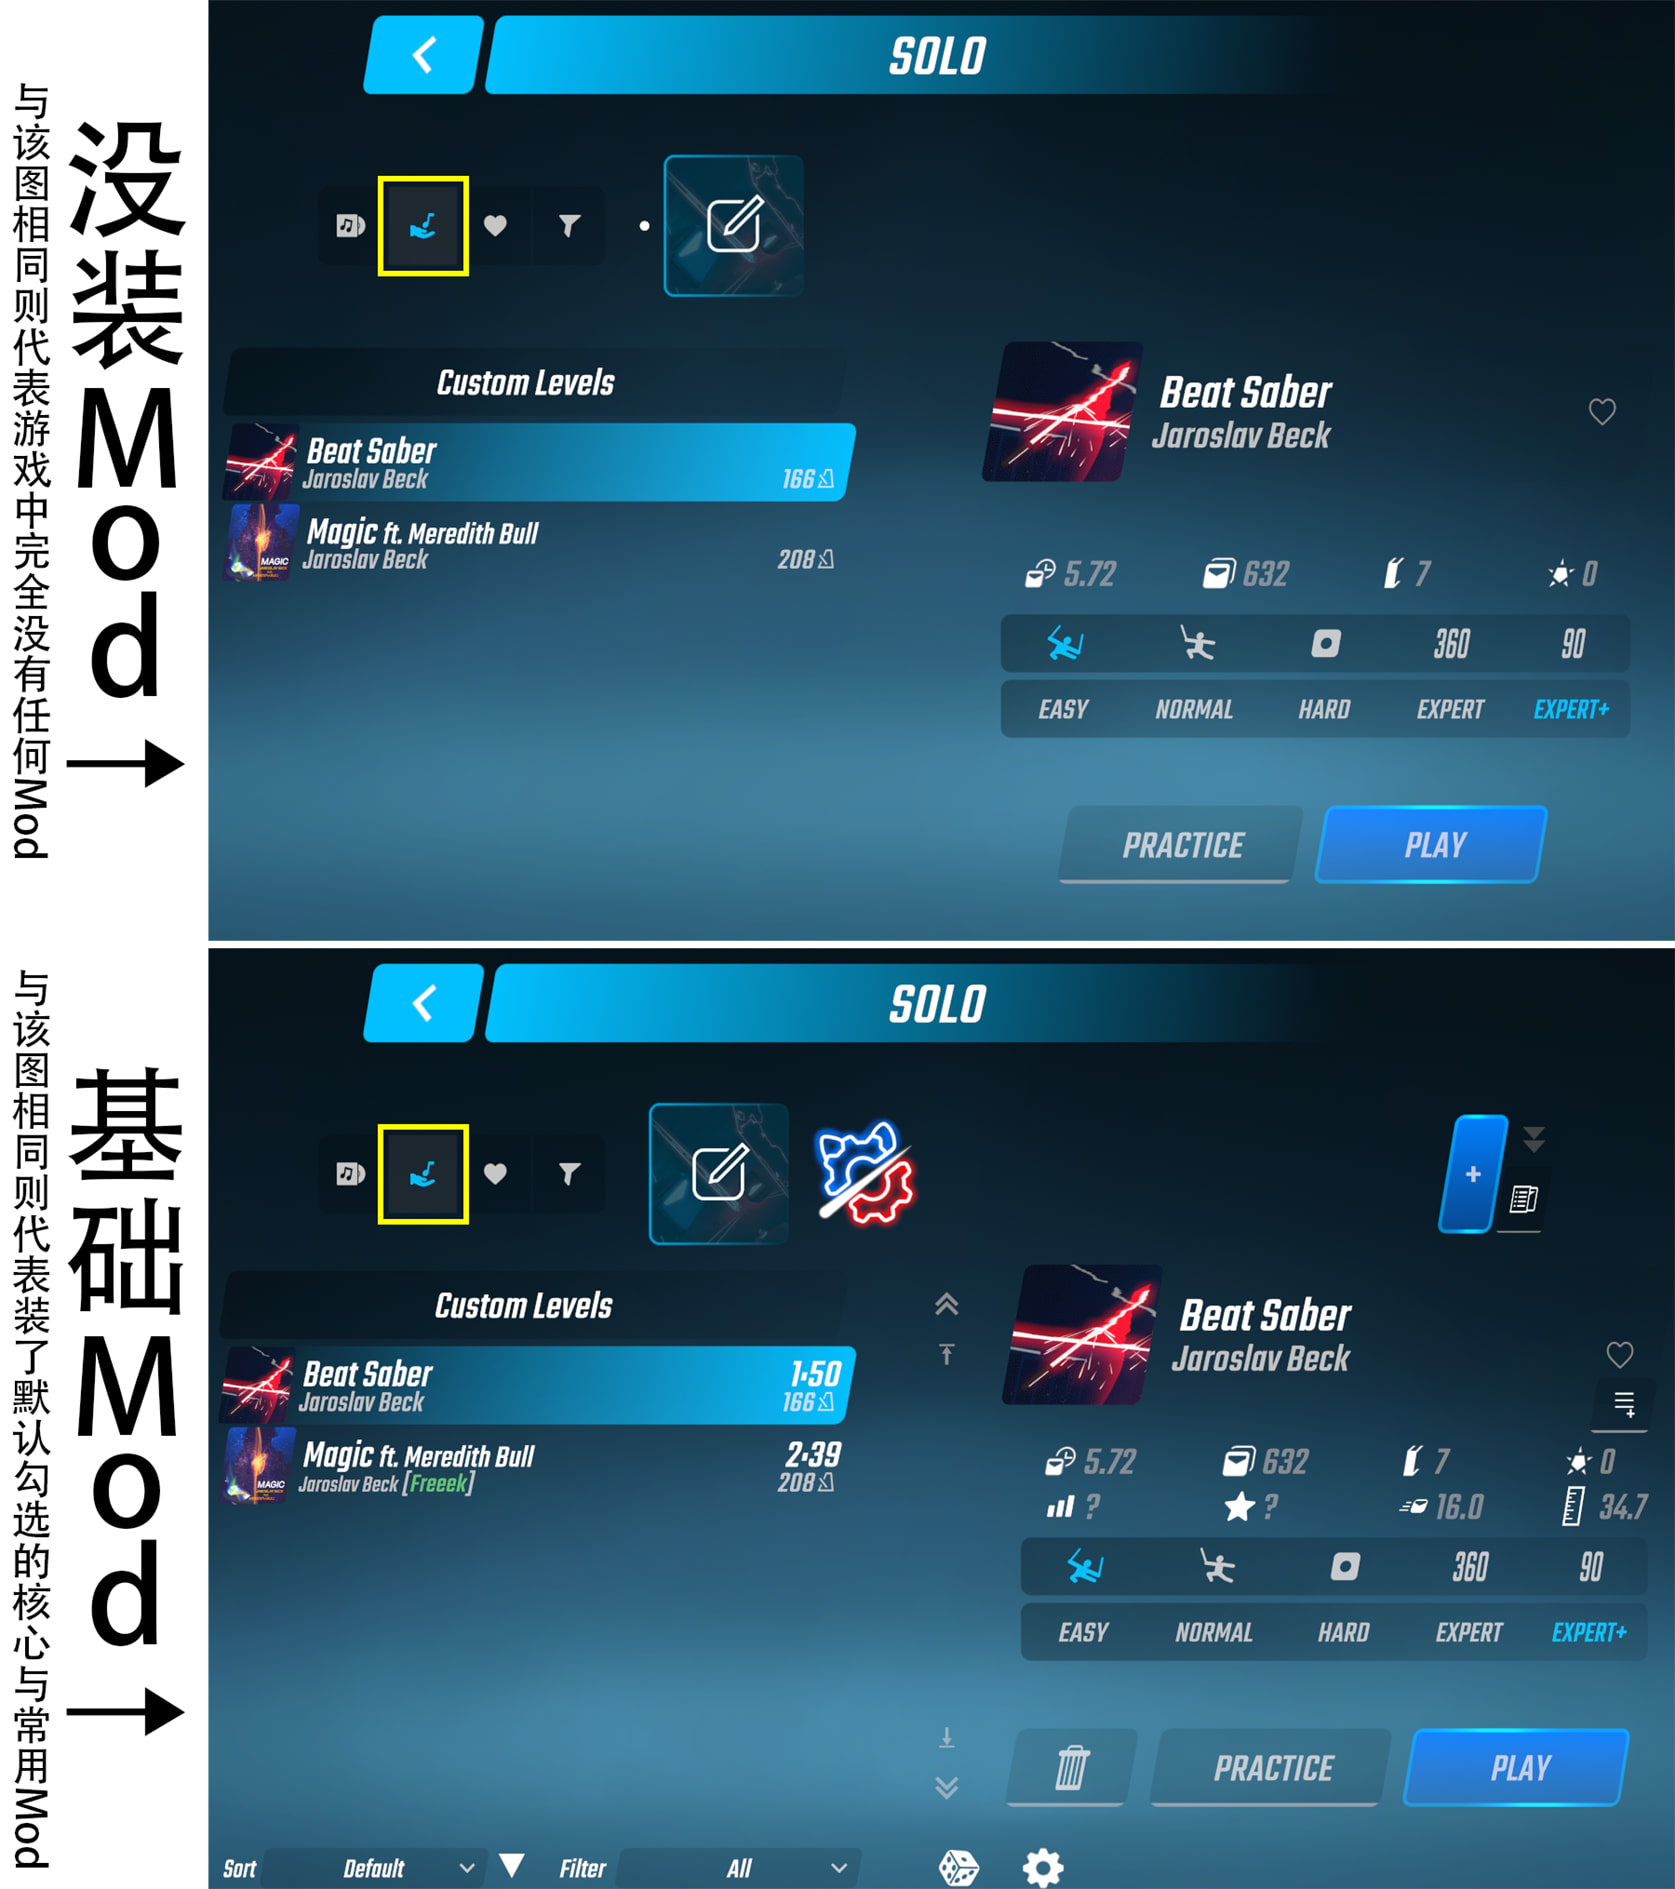 没装Mod
与该图相同则代表游戏中完全没有任何Mod
SOLO
Custom Levels
Beat Saber
Jaroslav Beck
166
Magic ft. Meredith Bull
Jaroslav Beck
208
MAGIC
Beat Saber
Jaroslav Beck
5.72
632
7
0
360
90
EASY
NORMAL
HARD
EXPERT
EXPERT+
PRACTICE
PLAY
基础Mod
与该图相同则代表装了默认勾选的核心与常用Mod
SOLO
+
Custom Levels
Beat Saber
1:50
Jaroslav Beck
166
Magic ft. Meredith Bull
2:39
Jaroslav Beck [Freeek]
208
MAGIC
Beat Saber
Jaroslav Beck
5.72
632
7
0
?
?
16.0
34.7
360
90
EASY
NORMAL
HARD
EXPERT
EXPERT+
PRACTICE
PLAY
Sort
Default
Filter
All